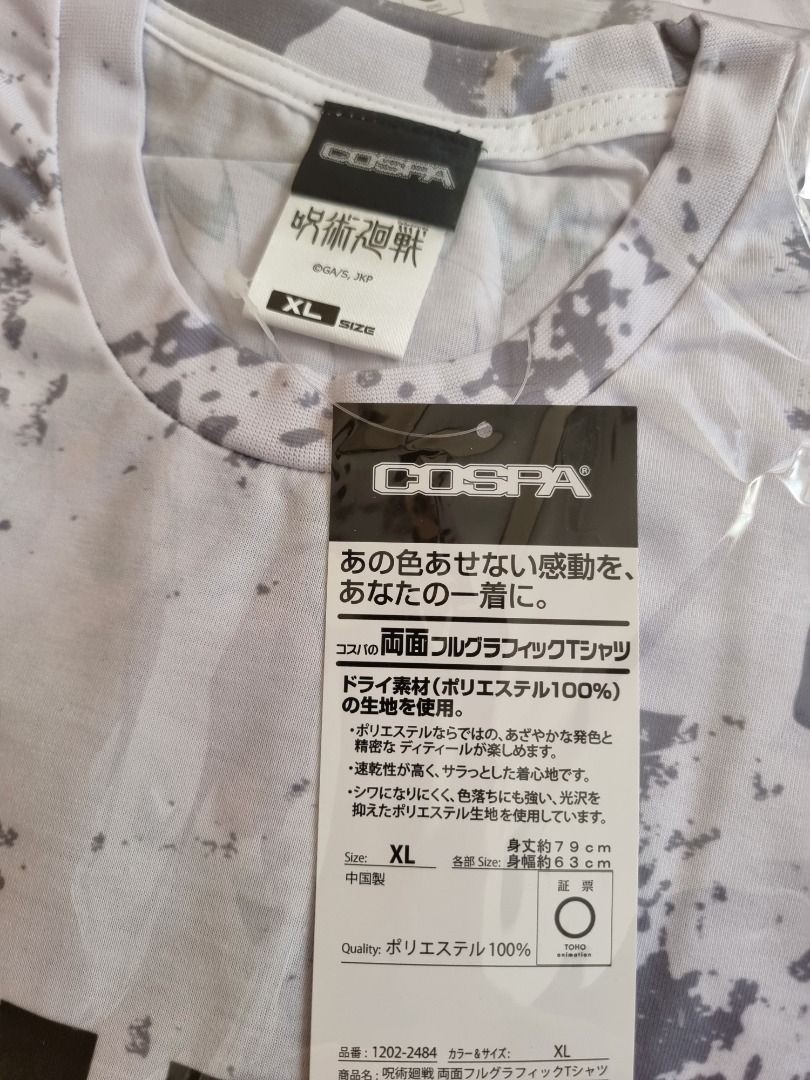 COSPA
呪術廻戦
©GA/S, JKP
XL SIZE
COSPA®
あの色あせない感動を、
あなたの一着に。
コスパの両面フルグラフィックTシャツ
ドライ素材(ポリエステル100%)
の生地を使用。
・ポリエステルならではの、あざやかな発色と
精密なディティールが楽しめます。
・速乾性が高く、サラっとした着心地です。
・シワになりにくく、色落ちにも強い、光沢を
抑えたポリエステル生地を使用しています。
Size: XL 各部 Size: 身丈約79cm
身幅約63cm
中国製
証 票
TOHO
animation
Quality: ポリエステル 100%
品番 : 1202-2484 カラー&サイズ: XL
商品名 : 呪術廻戦 両面フルグラフィックTシャツ